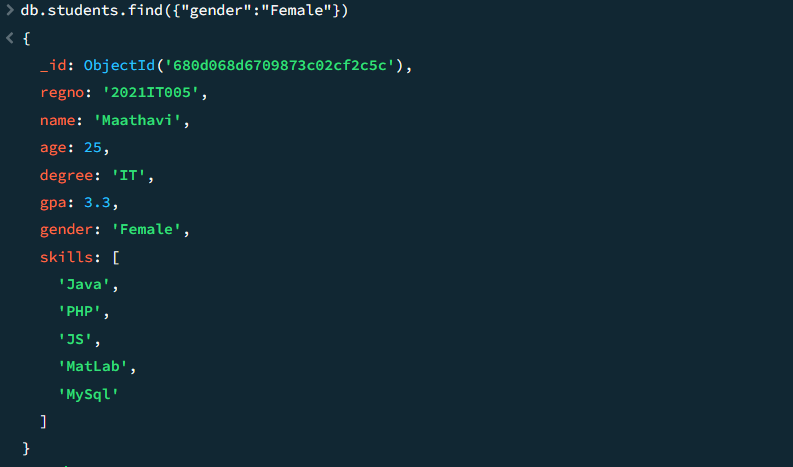 > db.students.find({"gender":"Female"})
< {
_id: ObjectId('680d068d6709873c02cf2c5c'),
regno: '2021IT005',
name: 'Maathavi',
age: 25,
degree: 'IT',
gpa: 3.3,
gender: 'Female',
skills: [
'Java',
'PHP',
'JS',
'MatLab',
'MySql'
]
}